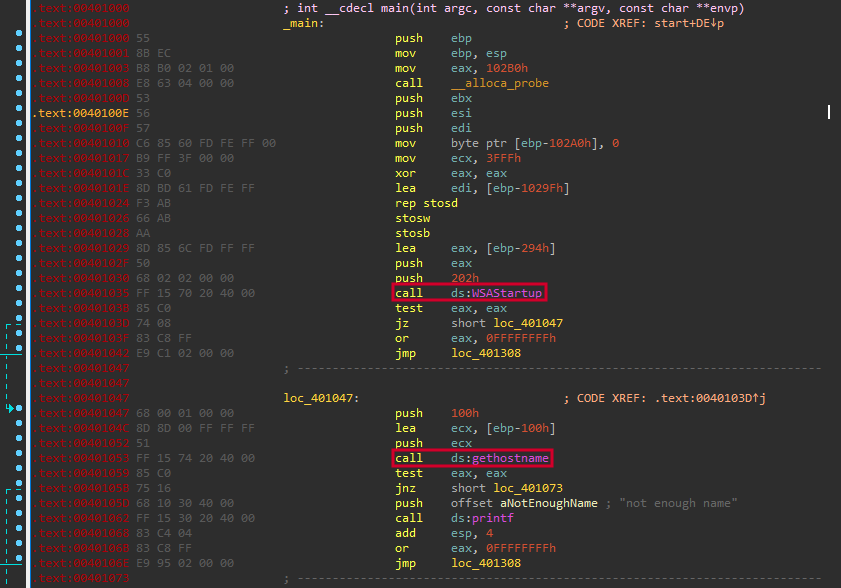 .text:00401000 ; int __cdecl main(int argc, const char **argv, const char **envp)
.text:00401000 _main: ; CODE XREF: start+DE↓p
.text:00401000 55 push ebp
.text:00401001 8B EC mov ebp, esp
.text:00401003 B8 B0 02 01 00 mov eax, 102B0h
.text:00401008 E8 63 04 00 00 call __alloca_probe
.text:0040100D 53 push ebx
.text:0040100E 56 push esi
.text:0040100F 57 push edi
.text:00401010 C6 85 60 FD FE FF 00 mov byte ptr [ebp-102A0h], 0
.text:00401017 B9 FF 3F 00 00 mov ecx, 3FFFh
.text:0040101C 33 C0 xor eax, eax
.text:0040101E 8D BD 61 FD FE FF lea edi, [ebp-1029Fh]
.text:00401024 F3 AB rep stosd
.text:00401026 66 AB stosw
.text:00401028 AA stosb
.text:00401029 8D 85 6C FD FF FF lea eax, [ebp-294h]
.text:0040102F 50 push eax
.text:00401030 68 02 02 00 00 push 202h
.text:00401035 FF 15 70 20 40 00 call ds:WSAStartup
.text:0040103B 85 C0 test eax, eax
.text:0040103D 74 08 jz short loc_401047
.text:0040103F 83 C8 FF or eax, 0FFFFFFFFh
.text:00401042 E9 C1 02 00 00 jmp loc_401308
.text:00401047 ; ---------------------------------------------------------------------------
.text:00401047
.text:00401047 loc_401047: ; CODE XREF: .text:0040103D↑j
.text:00401047 68 00 01 00 00 push 100h
.text:0040104C 8D 8D 00 FF FF FF lea ecx, [ebp-100h]
.text:00401052 51 push ecx
.text:00401053 FF 15 74 20 40 00 call ds:gethostname
.text:00401059 85 C0 test eax, eax
.text:0040105B 75 16 jnz short loc_401073
.text:0040105D 68 10 30 40 00 push offset aNotEnoughName ; "not enough name"
.text:00401062 FF 15 30 20 40 00 call ds:printf
.text:00401068 83 C4 04 add esp, 4
.text:0040106B 83 C8 FF or eax, 0FFFFFFFFh
.text:0040106E E9 95 02 00 00 jmp loc_401308
.text:00401073 ; ---------------------------------------------------------------------------